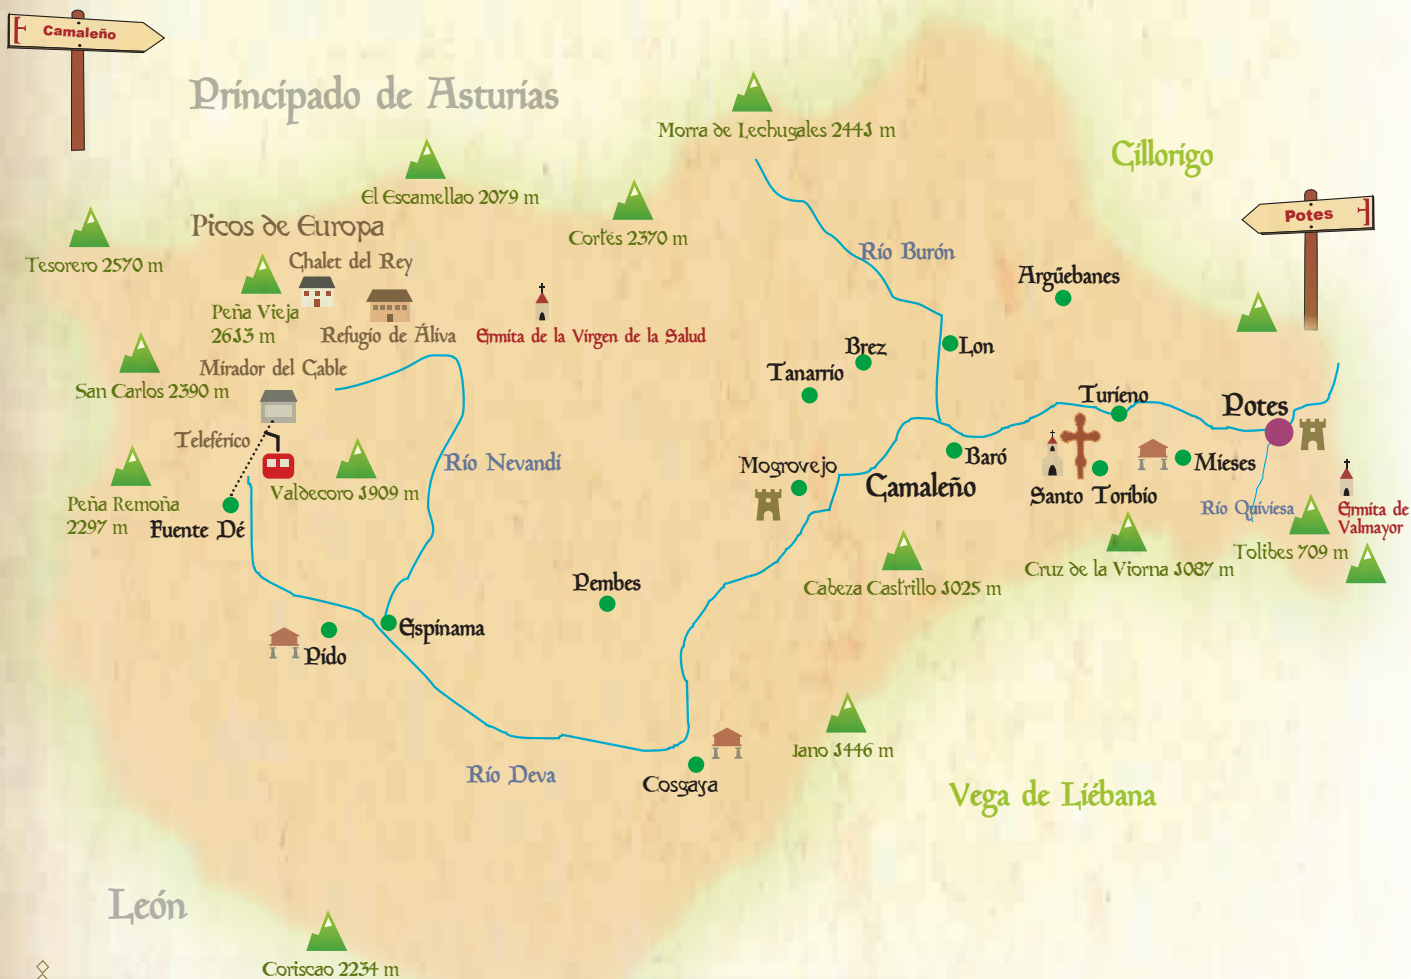 Camaleño
Principado de Asturias
Morra de Lechugales 2441 m
Cillorigo
El Escamellao 2079 m
Potes
Picos de Europa
Cortés 2370 m
Tesorero 2570 m
Chalet del Rey
Río Burón
Argüebanes
Peña Vieja
2613 m
Refugio de Áliva
Ermita de la Virgen de la Salud
Brez
Lon
Mirador del Cable
Tanarrio
San Carlos 2390 m
Turieno
Potes
Teleférico
Río Nevandi
Mogrovejo
Baró
Mieses
Valdecoro 1909 m
Camaleño
Santo Toribio
Peña Remoña
2297 m
Fuente Dé
Río Quiviesa
Ermita de
Valmayor
Tolibes 709 m
Cruz de la Viorna 1087 m
Pembes
Cabeza Castrillo 1025 m
Espinama
Pido
Jano 1446 m
Río Deva
Cosgaya
Vega de Liébana
León
Coriscao 2234 m